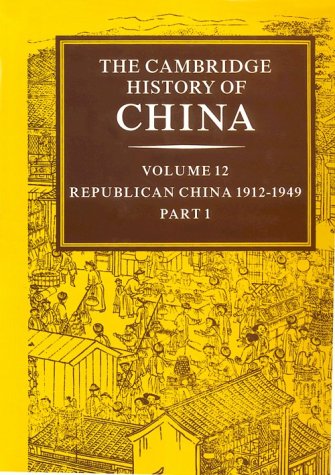 THE CAMBRIDGE
HISTORY OF
CHINA
VOLUME 12
REPUBLICAN CHINA 1912-1949
PART 1